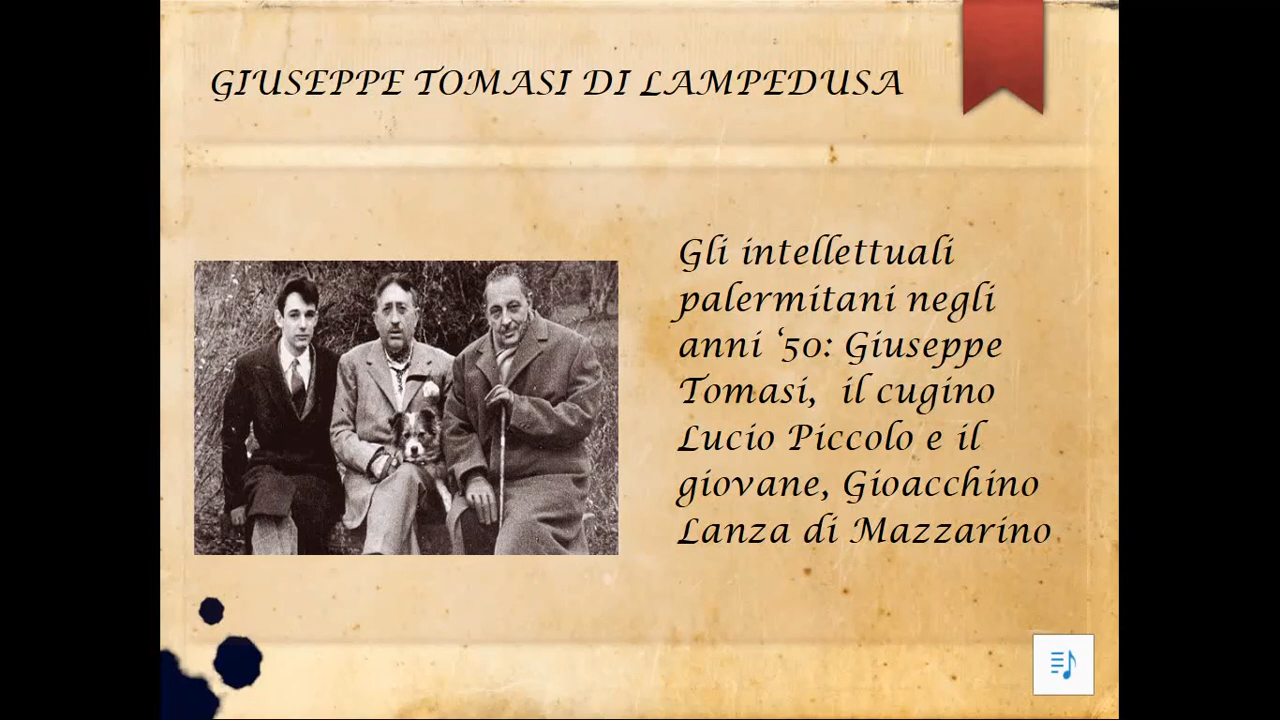 GIUSEPPE TOMASI DI LAMPEDUSA
Gli intellettuali
palermitani negli
anni ‘50: Giuseppe
Tomasi, il cugino
Lucio Piccolo e il
giovane, Gioacchino
Lanza di Mazzarino